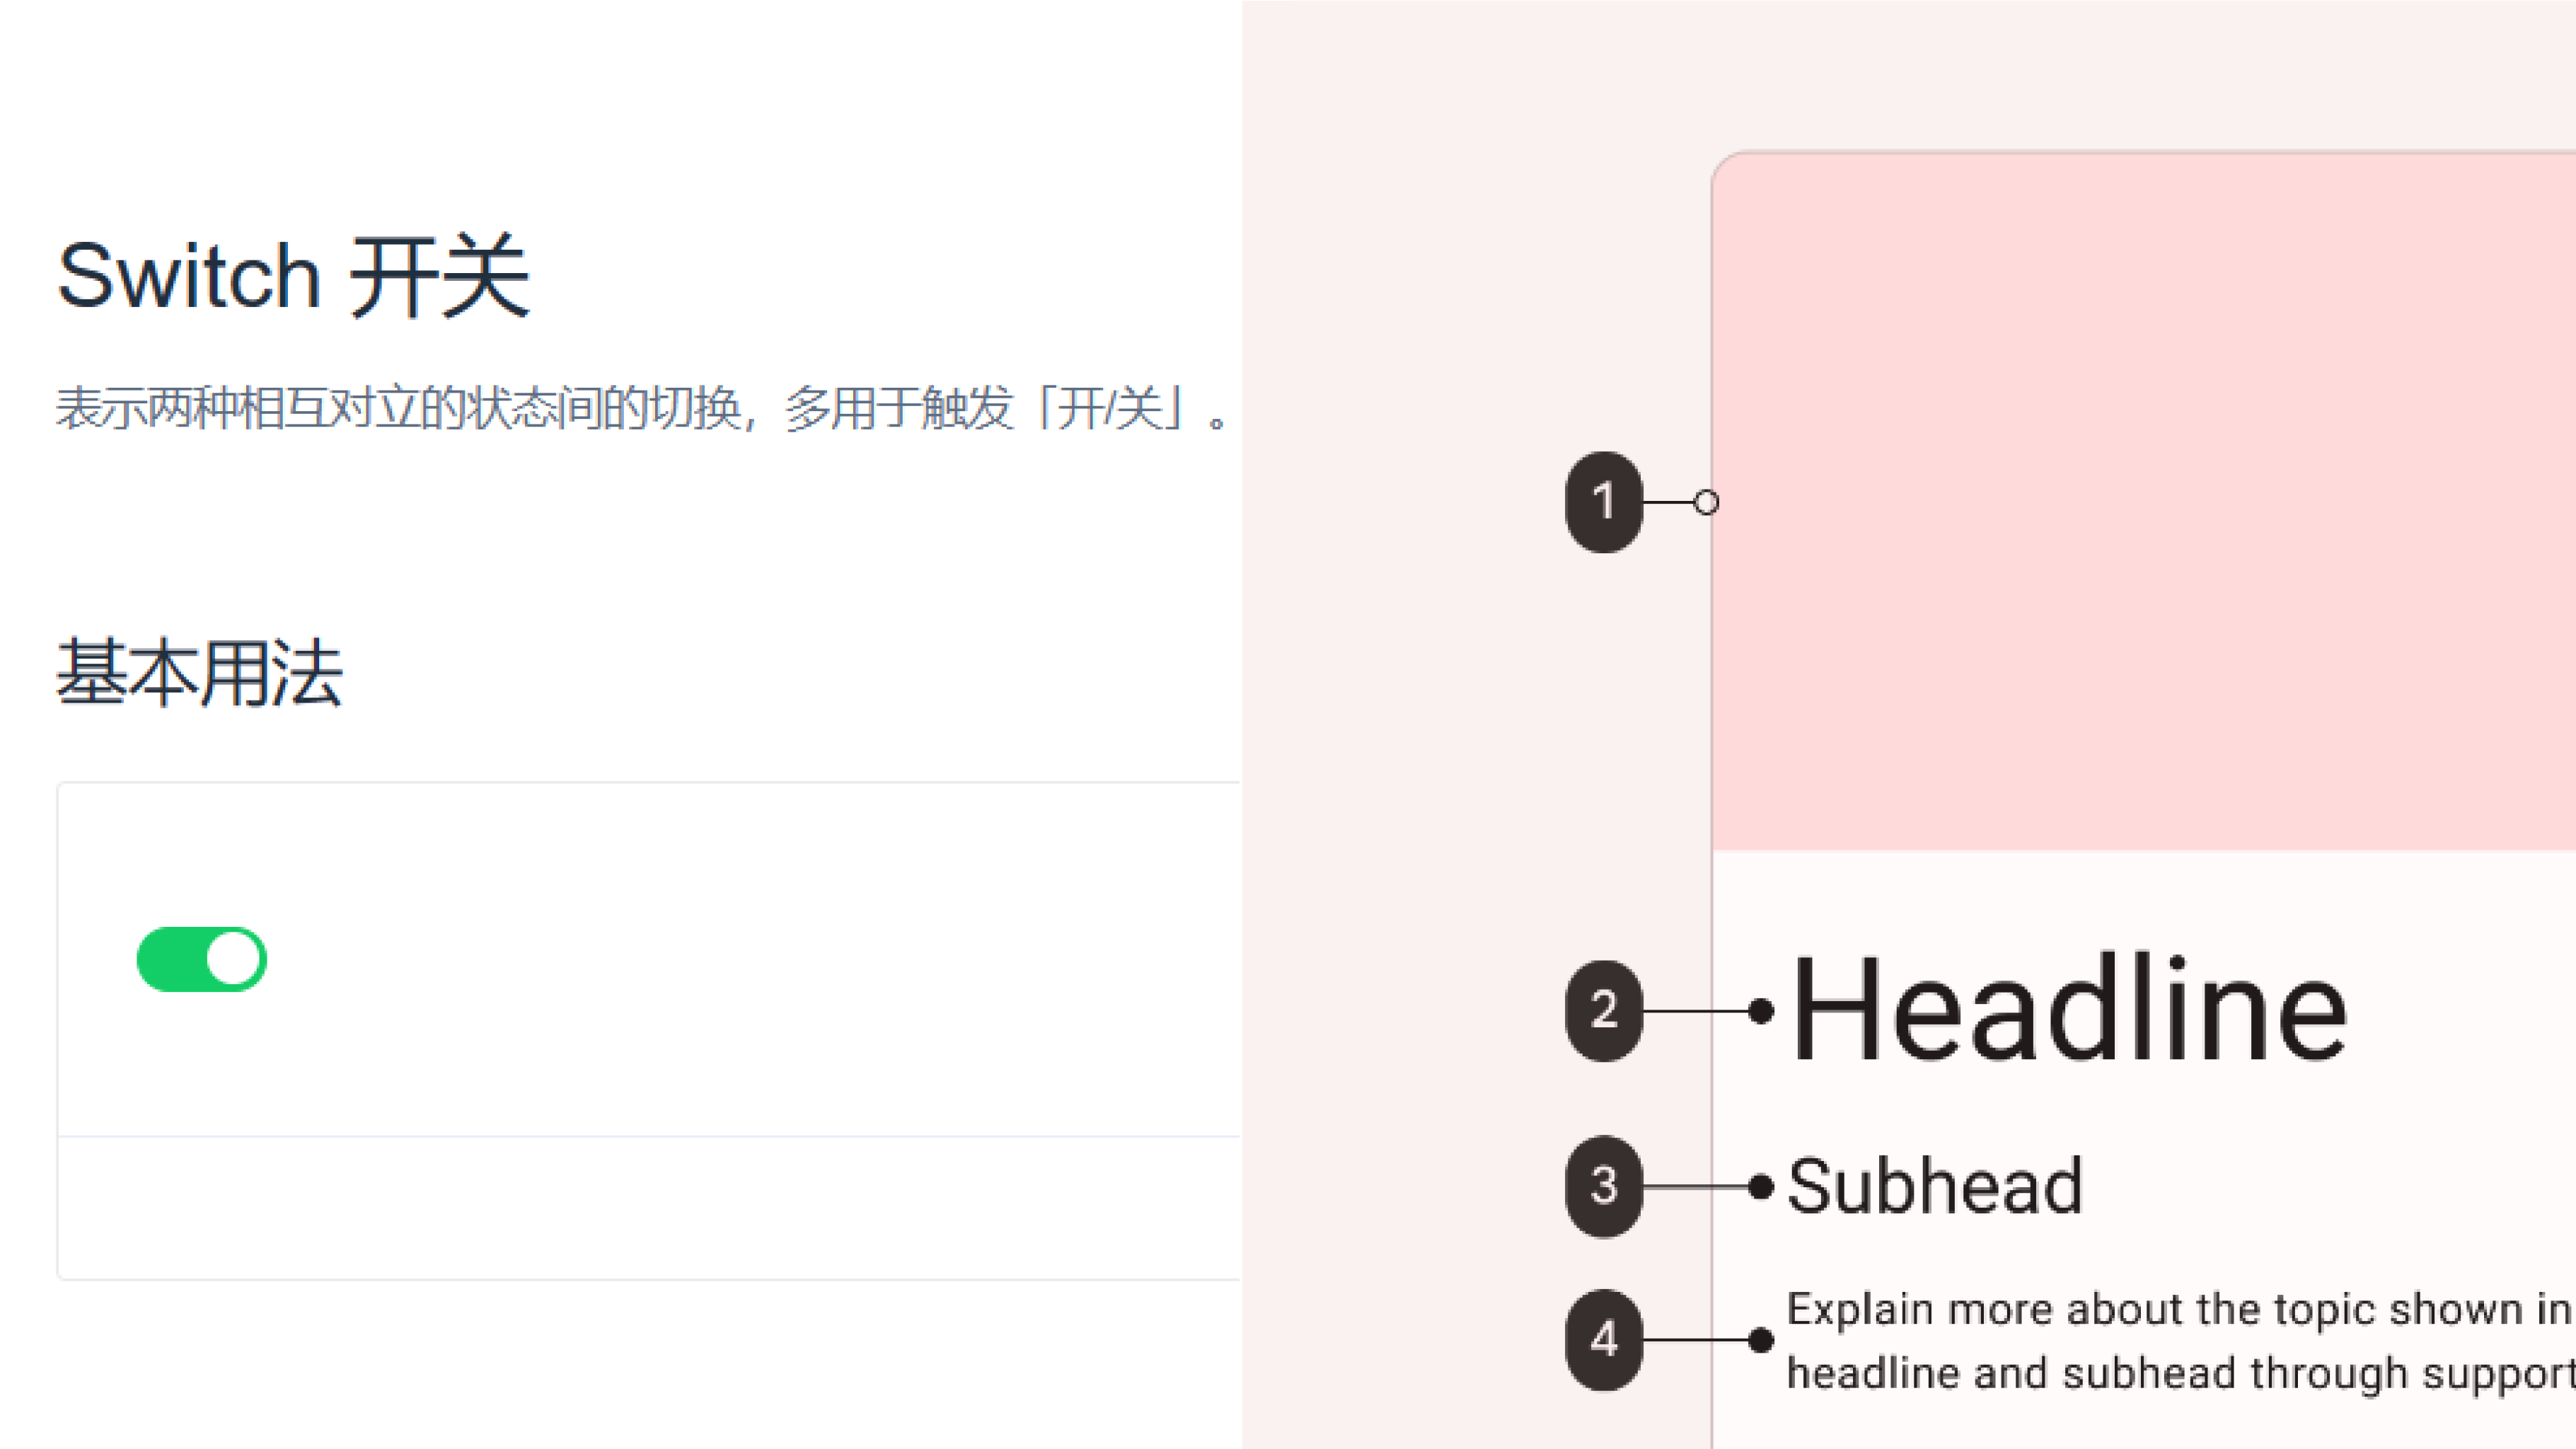 Switch 开关
表示两种相互对立的状态间的切换，多用于触发「开/关」。
基本用法
1
2 Headline
3 Subhead
4 Explain more about the topic shown in
headline and subhead through support